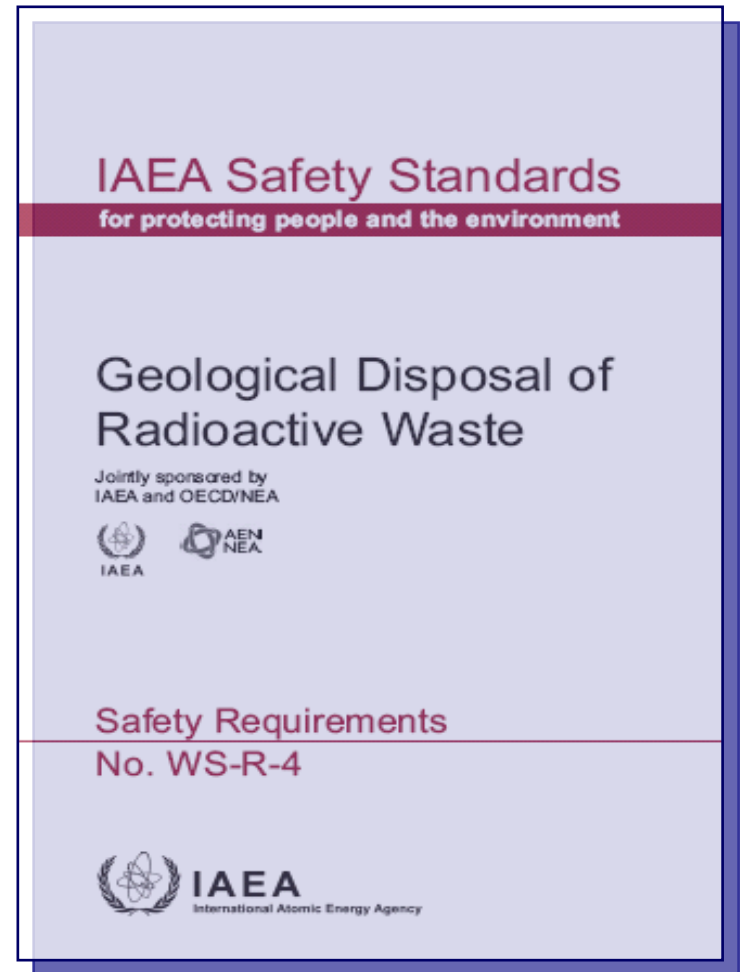 IAEA Safety Standards
for protecting people and the environment
Geological Disposal of
Radioactive Waste
Jointly sponsored by
IAEA and OECD/NEA
IAEA
AEN
NEA
Safety Requirements
No. WS-R-4
IAEA
International Atomic Energy Agency